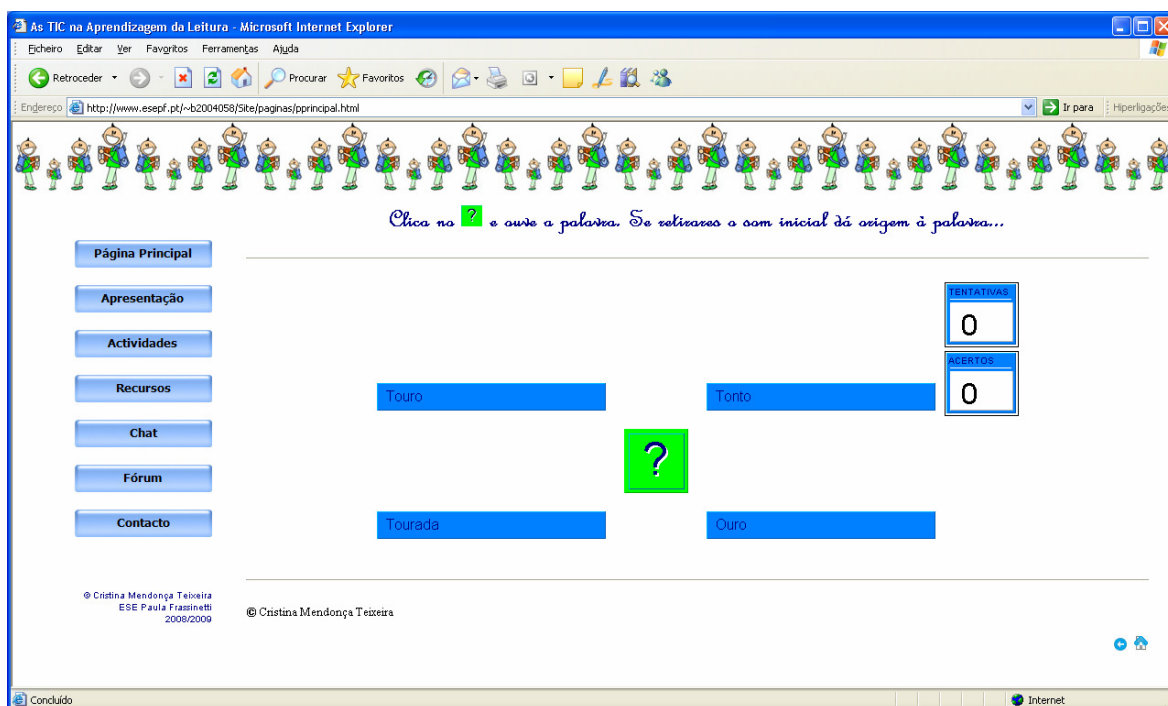 As TIC na Aprendizagem da Leitura - Microsoft Internet Explorer
Ficheiro Editar Ver Favoritos Ferramentas Ajuda
Retroceder Procurar Favoritos
Endereço http://www.esepf.pt/~b2004058/Site/paginas/pprincipal.html Ir para Hiperligações
Clica no ? e ouve a palavra. Se retirares o som inicial dá origem à palavra...
Página Principal
Apresentação
Actividades
Recursos
Chat
Fórum
Contacto
TENTATIVAS
0
ACERTOS
0
Touro Tonto
?
Tourada Ouro
© Cristina Mendonça Teixeira
ESE Paula Frassinetti
2008/2009
© Cristina Mendonça Teixeira
Concluído Internet